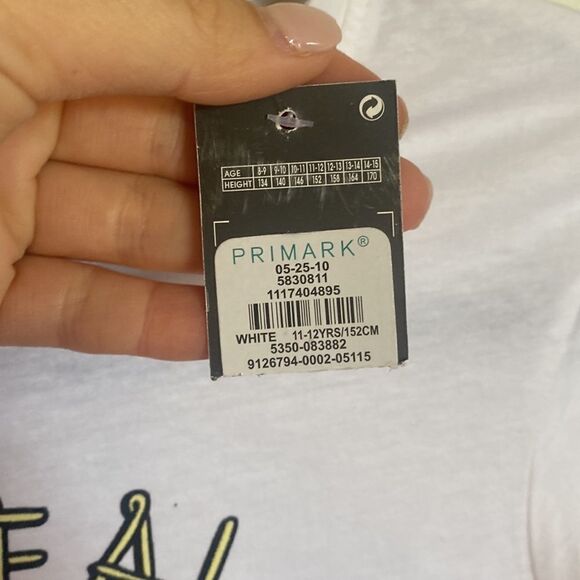 AGE 8-9 9-10 10-11 11-12 12-13 13-14 14-15
HEIGHT 134 140 146 152 158 164 170
PRIMARK®
05-25-10
5830811
1117404895
WHITE 11-12YRS/152CM
5350-083882
9126794-0002-05115